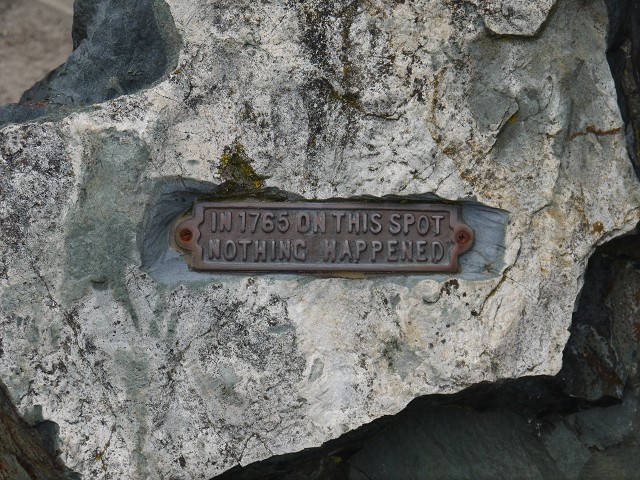 IN 1765 ON THIS SPOT
NOTHING HAPPENED